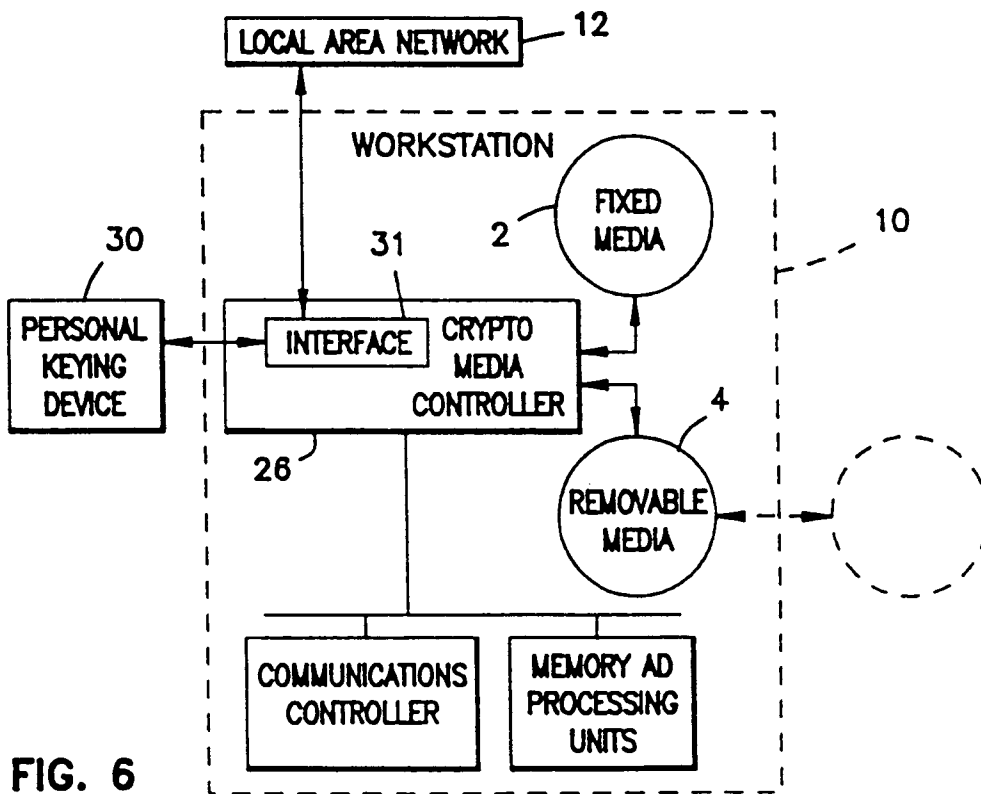 LOCAL AREA NETWORK
12
WORKSTATION
FIXED
MEDIA
2
10
30
31
PERSONAL
KEYING
DEVICE
INTERFACE
CRYPTO
MEDIA
CONTROLLER
26
4
REMOVABLE
MEDIA
COMMUNICATIONS
CONTROLLER
MEMORY AD
PROCESSING
UNITS
FIG. 6